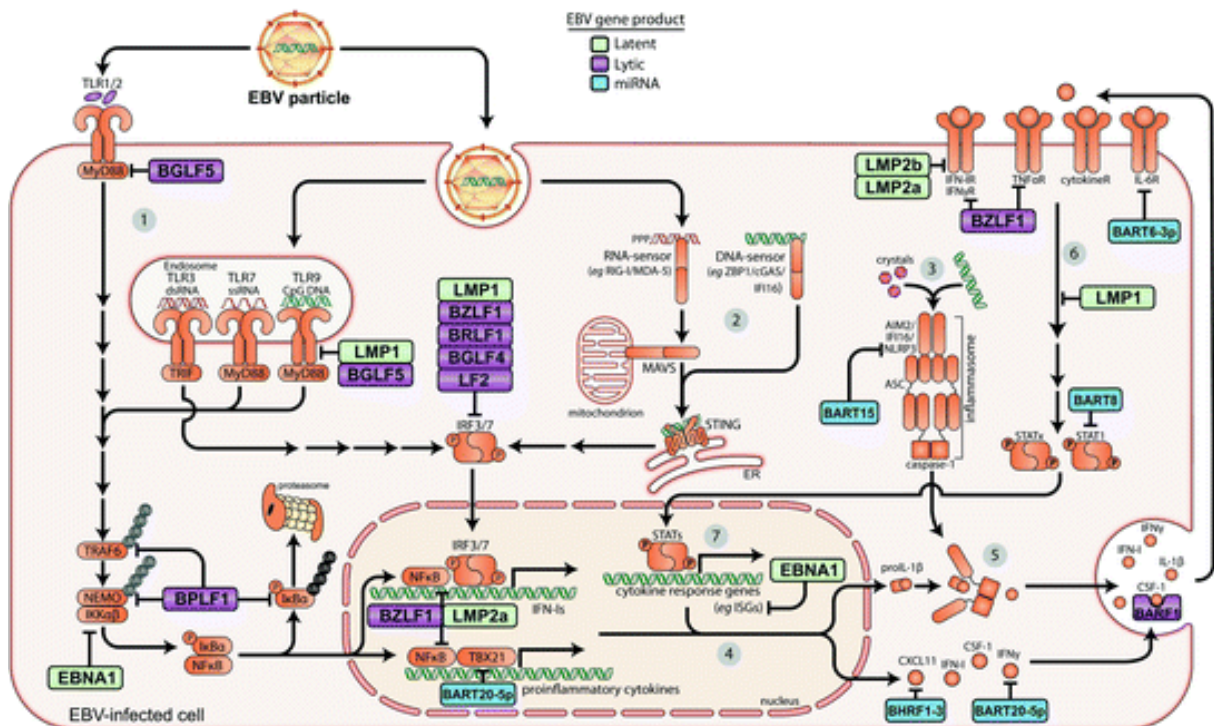 EBV gene product
Latent
Lytic
miRNA
EBV particle
TLR1/2
MyD88
BGLF5
1
Endosome
TLR3
dsRNA
TLR7
ssRNA
TLR9
CpG DNA
TRIF
MyD88
MyD88
LMP1
BGLF5
LMP1
BZLF1
BRLF1
BGLF4
LF2
IRF3/7
P
P
PPP
RNA-sensor
(eg RIG-I/MDA-5)
DNA-sensor
(eg ZBP1/cGAS/
IFI16)
2
MAVS
mitochondrion
STING
ER
LMP2b
LMP2a
IFN-IR
IFNγR
TNFαR
cytokineR
IL-6R
BZLF1
BART6-3p
crystals
3
6
LMP1
AIM2/
IFI16/
NLRP3
ASC
inflammasome
BART15
caspase-1
BART8
STATx
STAT1
P
P
P
P
proteasome
TRAF6
NEMO
IKKαβ
BPLF1
P
IκBα
EBNA1
P
IκBα
NFκB
IRF3/7
NFκB
P
P
IFN-Is
BZLF1
LMP2a
NFκB
TBX21
BART20-5p
proinflammatory cytokines
STATs
P
P
7
cytokine response genes
(eg ISGs)
EBNA1
4
nucleus
proIL-1β
5
IFNγ
IFN-I
IL-1β
CSF-1
BARF1
CXCL11
IFN-I
CSF-1
IFNγ
BHRF1-3
BART20-5p
EBV-infected cell